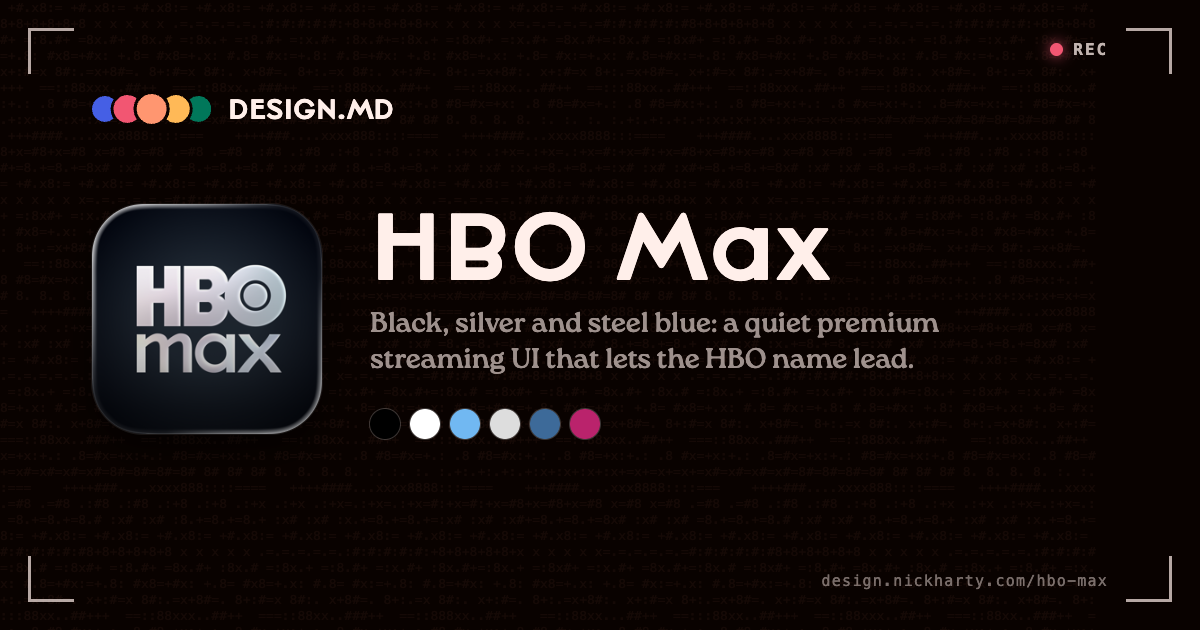 REC
DESIGN.MD
HBO
max
HBO Max
Black, silver and steel blue: a quiet premium
streaming UI that lets the HBO name lead.
design.nickharty.com/hbo-max